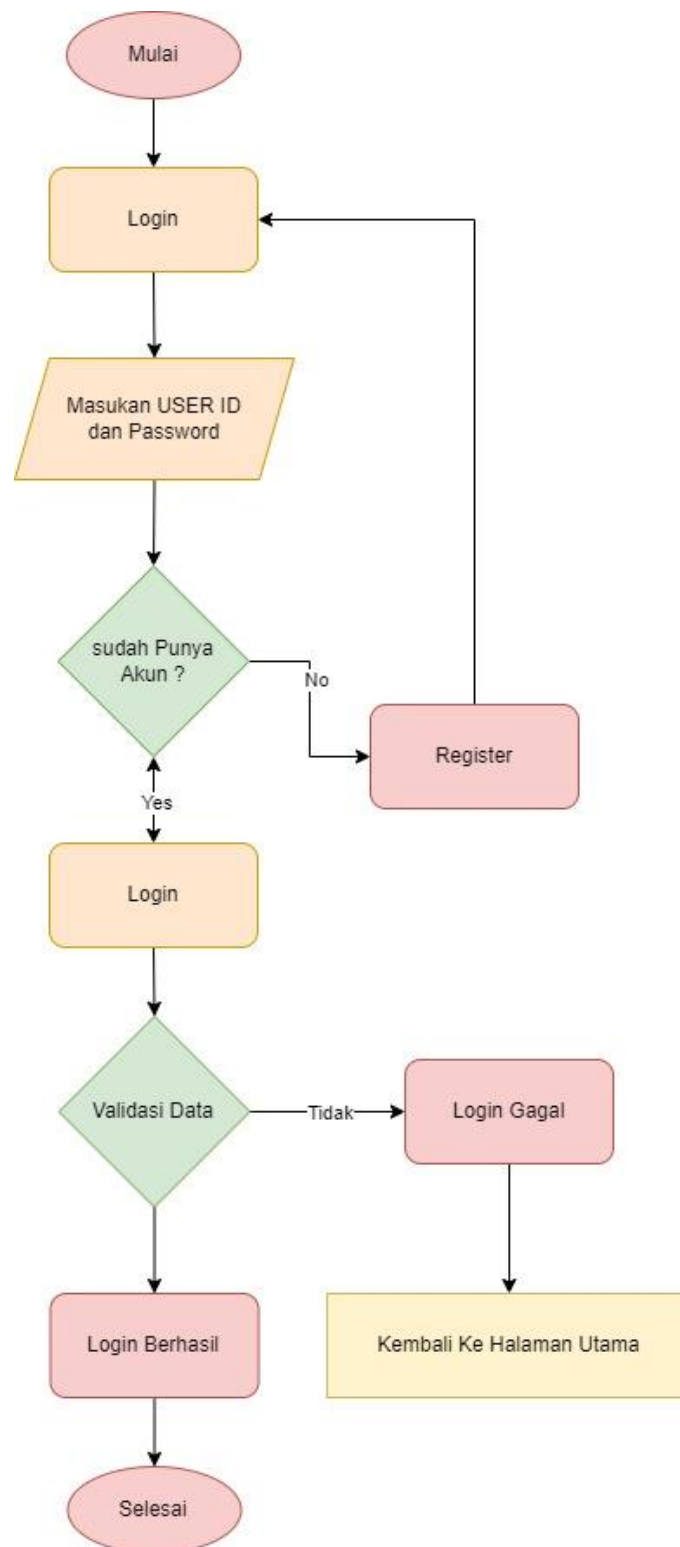 Mulai
Login
Masukan USER ID
dan Password
sudah Punya
Akun ?
No
Register
Yes
Login
Validasi Data
Tidak
Login Gagal
Login Berhasil
Kembali Ke Halaman Utama
Selesai